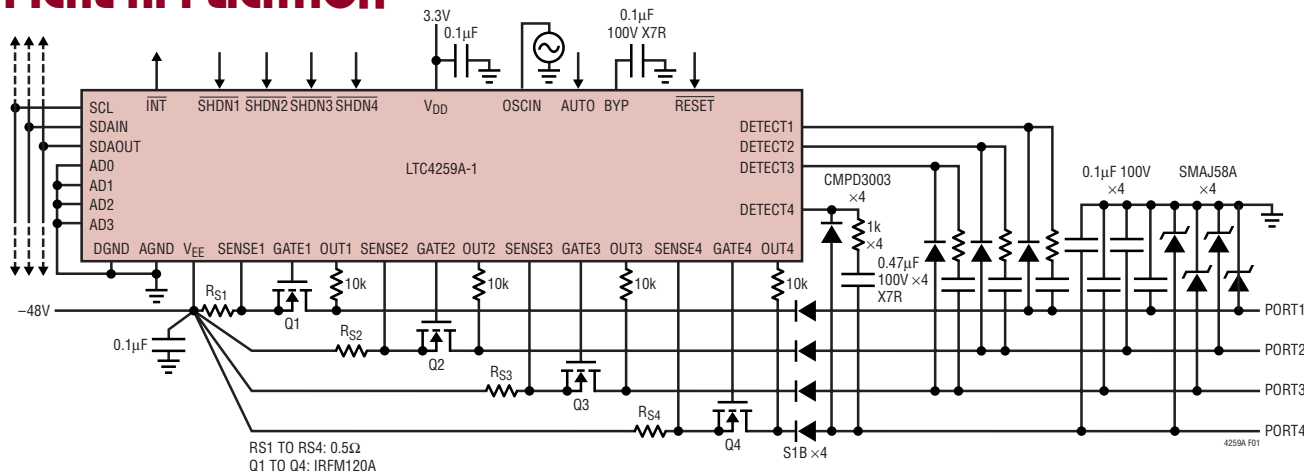 3.3V
0.1µF
0.1µF
100V X7R
SCL
SDAIN
SDAOUT
AD0
AD1
AD2
AD3
INT
SHDN1 SHDN2 SHDN3 SHDN4
VDD
OSCIN
AUTO
BYP
RESET
LTC4259A-1
DETECT1
DETECT2
DETECT3
DETECT4
DGND
AGND
VEE
SENSE1
GATE1
OUT1
SENSE2
GATE2
OUT2
SENSE3
GATE3
OUT3
SENSE4
GATE4
OUT4
CMPD3003
×4
1k
×4
0.47µF
100V ×4
X7R
0.1µF 100V
×4
SMAJ58A
×4
10k
10k
10k
10k
–48V
0.1µF
RS1
Q1
RS2
Q2
RS3
Q3
RS4
Q4
S1B ×4
PORT1
PORT2
PORT3
PORT4
RS1 TO RS4: 0.5Ω
Q1 TO Q4: IRFM120A
4259A F01